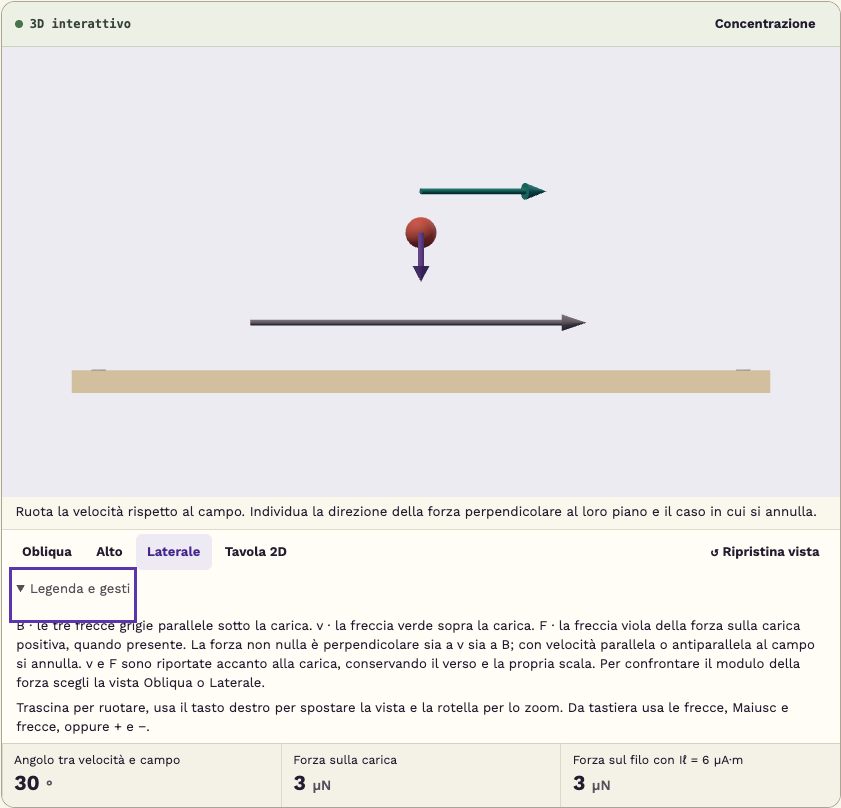 3D interattivo
Concentrazione
Ruota la velocità rispetto al campo. Individua la direzione della forza perpendicolare al loro piano e il caso in cui si annulla.
Obliqua Alto Laterale Tavola 2D ↺ Ripristina vista
▼ Legenda e gesti
B · le tre frecce grigie parallele sotto la carica. v · la freccia verde sopra la carica. F · la freccia viola della forza sulla carica
positiva, quando presente. La forza non nulla è perpendicolare sia a v sia a B; con velocità parallela o antiparallela al campo
si annulla. v e F sono riportate accanto alla carica, conservando il verso e la propria scala. Per confrontare il modulo della
forza scegli la vista Obliqua o Laterale.
Trascina per ruotare, usa il tasto destro per spostare la vista e la rotella per lo zoom. Da tastiera usa le frecce, Maiusc e
frecce, oppure + e −.
Angolo tra velocità e campo
30 °
Forza sulla carica
3 μN
Forza sul filo con Iℓ = 6 μA·m
3 μN